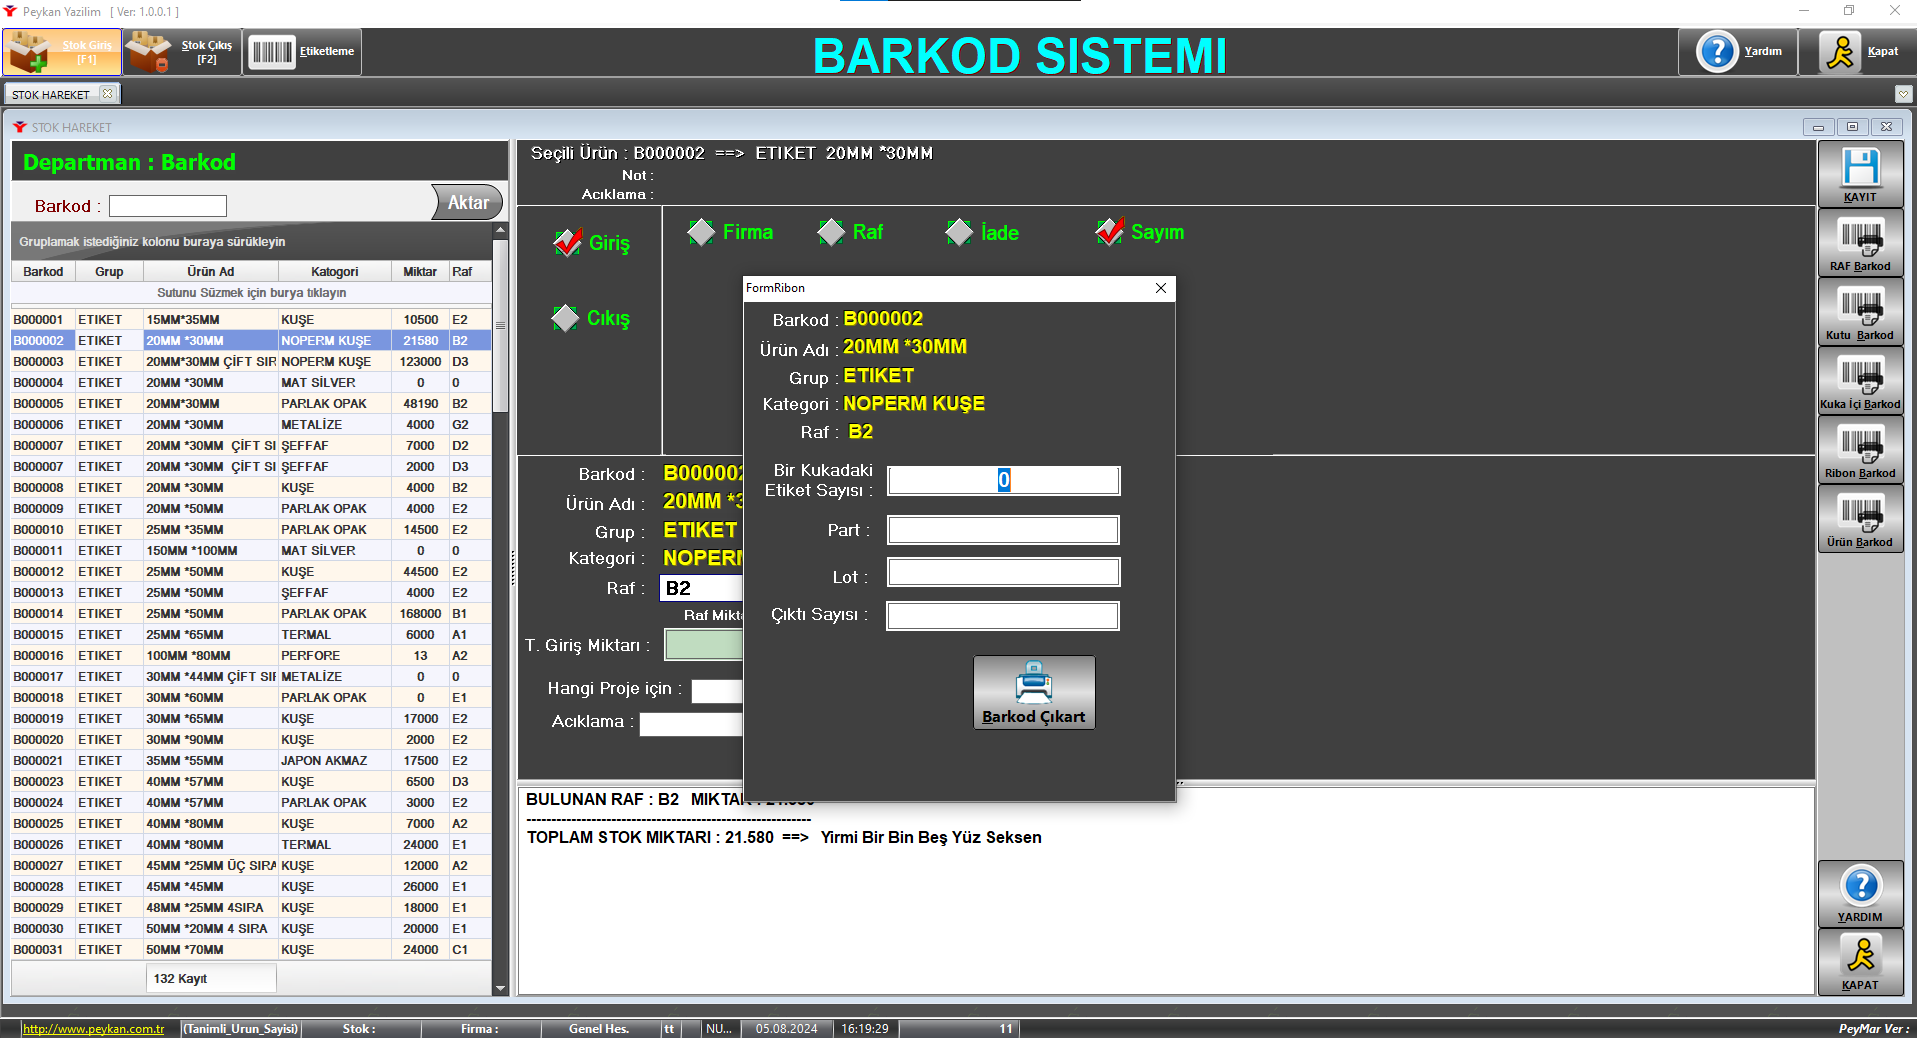 Peykan Yazilim [ Ver: 1.0.0.1 ]
Stok Giriş [F1]
Stok Çıkış [F2]
Etiketleme
BARKOD SISTEMI
Yardım
Kapat
STOK HAREKET
STOK HAREKET
Departman : Barkod
Barkod :
Aktar
Gruplamak istediğiniz kolonu buraya sürükleyin
Barkod Grup Ürün Ad Katogori Miktar Raf
Sutunu Süzmek için burya tıklayın
B000001 ETIKET 15MM*35MM KUŞE 10500 E2
B000002 ETIKET 20MM *30MM NOPERM KUŞE 21580 B2
B000003 ETIKET 20MM*30MM ÇİFT SIR NOPERM KUŞE 123000 D3
B000004 ETIKET 20MM *30MM MAT SİLVER 0 0
B000005 ETIKET 20MM*30MM PARLAK OPAK 48190 B2
B000006 ETIKET 20MM *30MM METALİZE 4000 G2
B000007 ETIKET 20MM *30MM ÇİFT SI ŞEFFAF 7000 D2
B000007 ETIKET 20MM *30MM ÇİFT SI ŞEFFAF 2000 D3
B000008 ETIKET 20MM *30MM KUŞE 4000 B2
B000009 ETIKET 20MM *50MM PARLAK OPAK 4000 E2
B000010 ETIKET 25MM *35MM PARLAK OPAK 14500 E2
B000011 ETIKET 150MM *100MM MAT SİLVER 0 0
B000012 ETIKET 25MM *50MM KUŞE 44500 E2
B000013 ETIKET 25MM *50MM ŞEFFAF 4000 E2
B000014 ETIKET 25MM *50MM PARLAK OPAK 168000 B1
B000015 ETIKET 25MM *65MM TERMAL 6000 A1
B000016 ETIKET 100MM *80MM PERFORE 13 A2
B000017 ETIKET 30MM *44MM ÇİFT SIF METALİZE 0 0
B000018 ETIKET 30MM *60MM PARLAK OPAK 0 E1
B000019 ETIKET 30MM *65MM KUŞE 17000 E2
B000020 ETIKET 30MM *90MM KUŞE 2000 E2
B000021 ETIKET 35MM *55MM JAPON AKMAZ 17500 E2
B000023 ETIKET 40MM *57MM KUŞE 6500 D3
B000024 ETIKET 40MM *57MM PARLAK OPAK 3000 E2
B000025 ETIKET 40MM *80MM KUŞE 7000 A2
B000026 ETIKET 40MM *80MM TERMAL 24000 E1
B000027 ETIKET 45MM *25MM ÜÇ SIRA KUŞE 12000 A2
B000028 ETIKET 45MM *45MM KUŞE 26000 E1
B000029 ETIKET 48MM *25MM 4SIRA KUŞE 18000 E1
B000030 ETIKET 50MM *20MM 4 SIRA KUŞE 20000 E1
B000031 ETIKET 50MM *70MM KUŞE 24000 C1
132 Kayıt
Seçili Ürün : B000002 ==> ETIKET 20MM *30MM
Not :
Acıklama :
Giriş
Cıkış
Firma
Raf
İade
Sayım
Barkod : B000002
Ürün Adı : 20MM *3
Grup : ETIKET
Kategori : NOPERM
Raf : B2
Raf Mikta
T. Giriş Miktarı :
Hangi Proje için :
Acıklama :
FormRibon
Barkod : B000002
Ürün Adı : 20MM *30MM
Grup : ETIKET
Kategori : NOPERM KUŞE
Raf : B2
Bir Kukadaki
Etiket Sayısı : 0
Part :
Lot :
Çıktı Sayısı :
Barkod Çıkart
BULUNAN RAF : B2 MIKTAR : 21.580
------------------------------------------------------------
TOPLAM STOK MIKTARI : 21.580 ==> Yirmi Bir Bin Beş Yüz Seksen
KAYIT
RAF Barkod
Kutu Barkod
Kuka İçi Barkod
Ribon Barkod
Ürün Barkod
YARDIM
KAPAT
http://www.peykan.com.tr (Tanimli_Urun_Sayisi) Stok : Firma : Genel Hes. tt NU... 05.08.2024 16:19:29 11 PeyMar Ver :